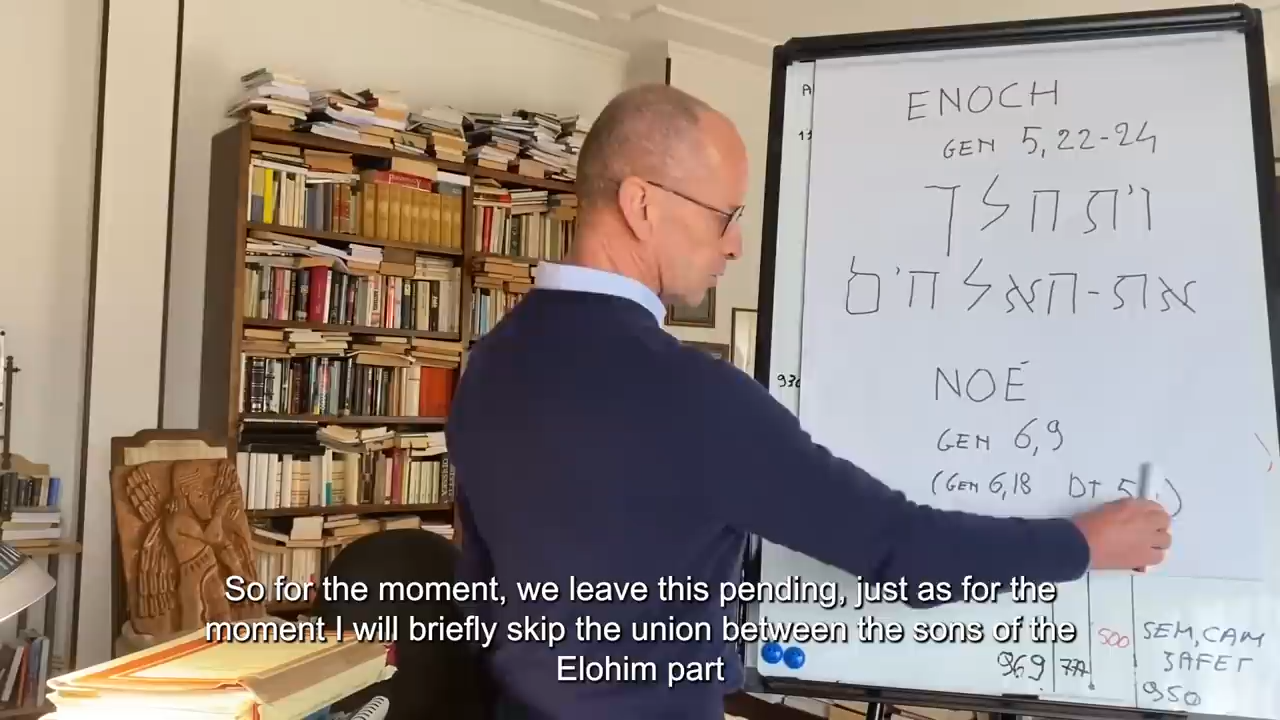 ENOCH
GEN 5,22-24
ויתהלך
את-האלהים
NOÉ
GEN 6,9
(GEN 6,18 DT
969 777 500 SEM, CAM
JAFET
950
So for the moment, we leave this pending, just as for the
moment I will briefly skip the union between the sons of the
Elohim part